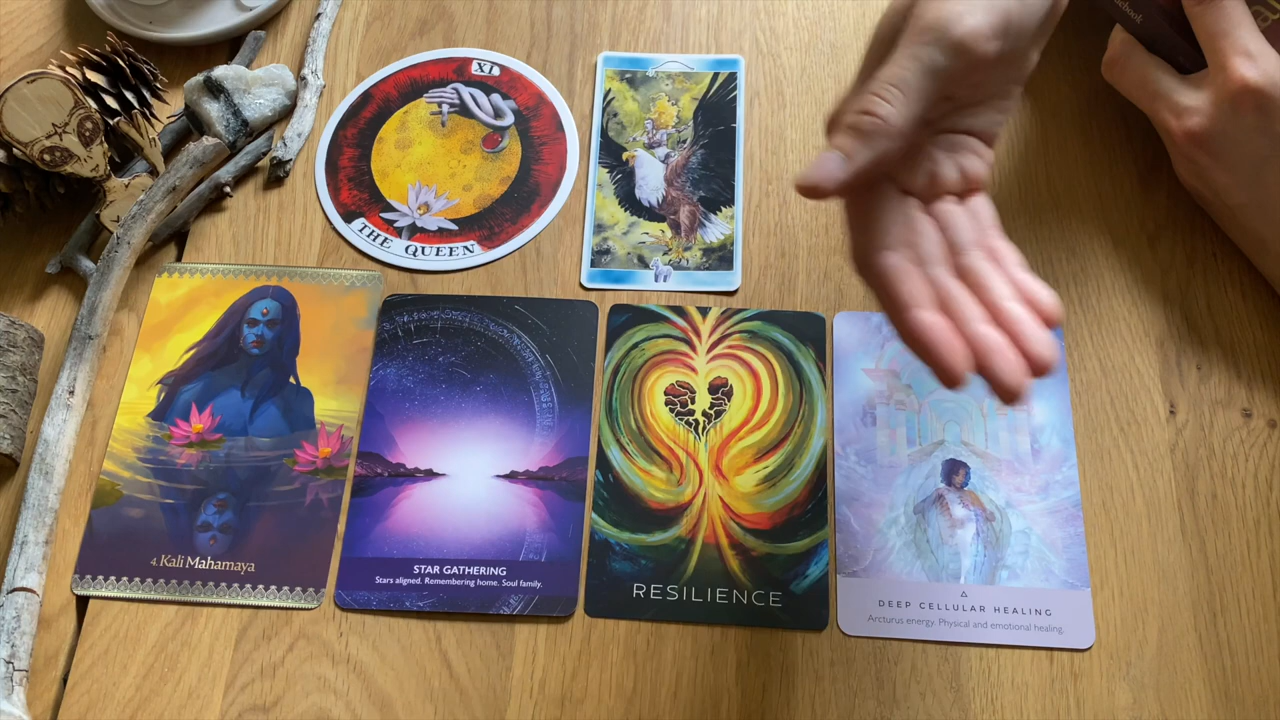 XI
THE QUEEN
4. Kali Mahamaya
STAR GATHERING
Stars aligned. Remembering home. Soul family.
RESILIENCE
DEEP CELLULAR HEALING
Arcturus energy. Physical and emotional healing.